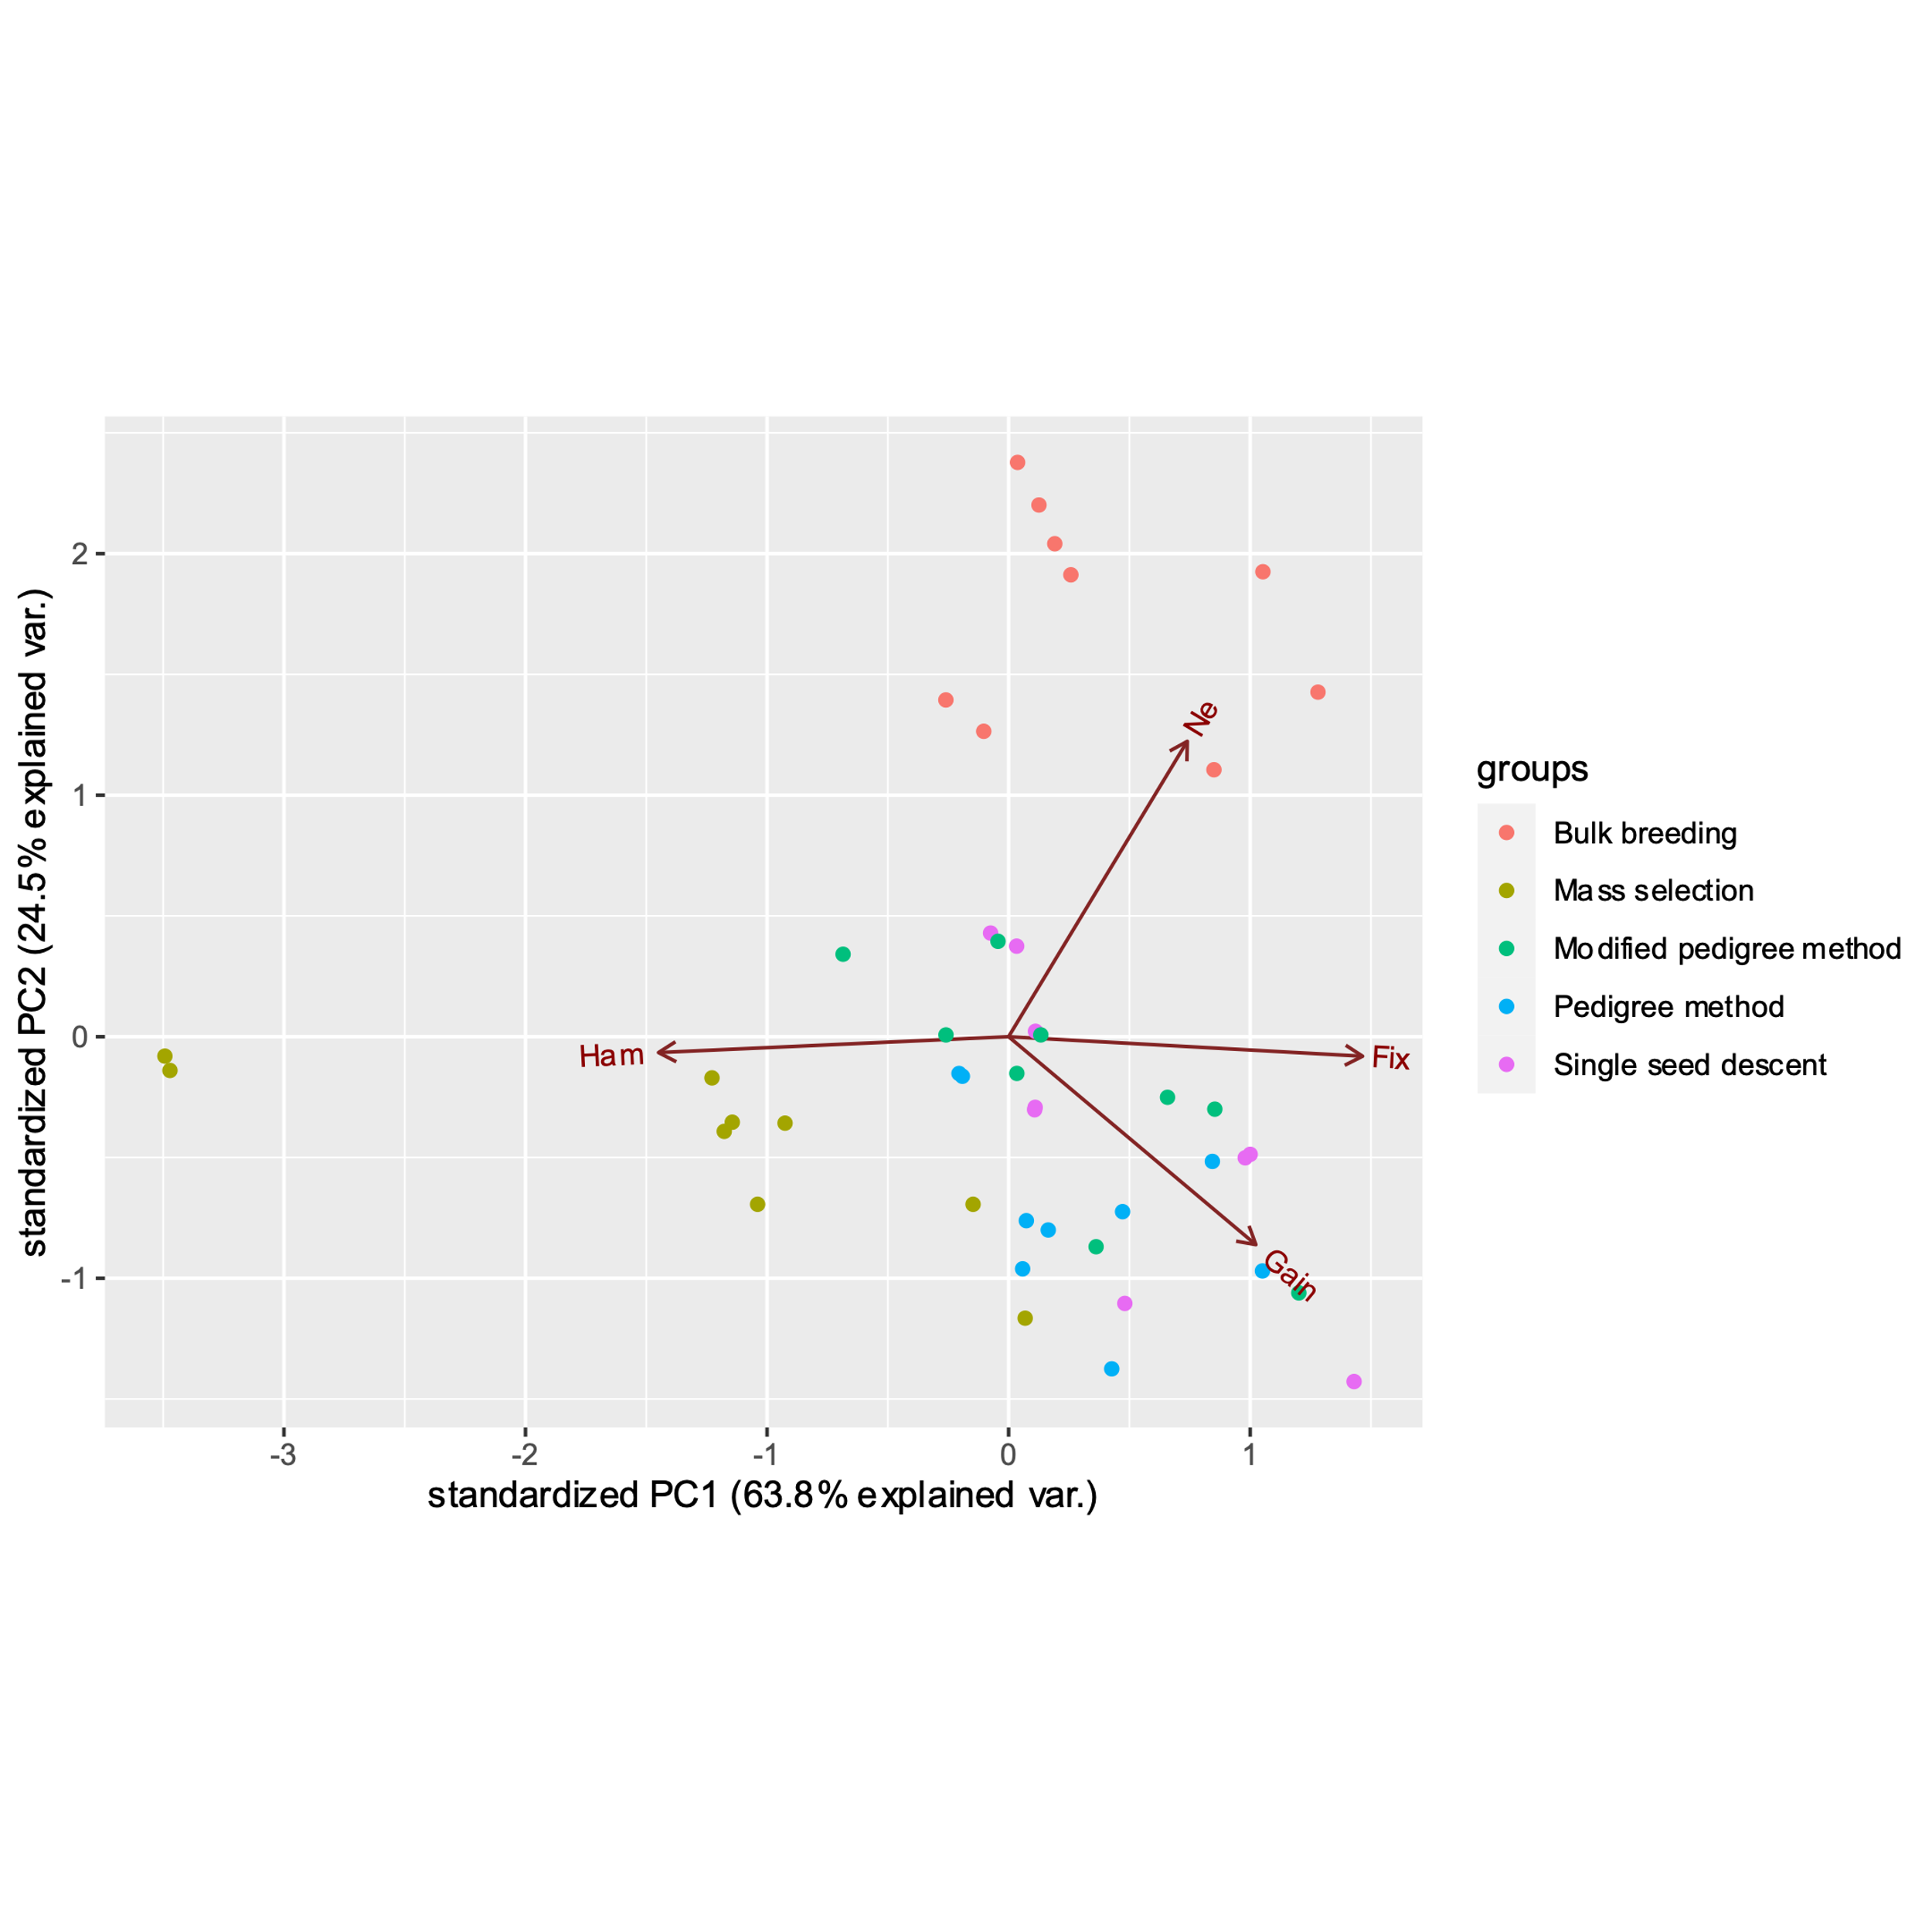 standardized PC2 (24.5% explained var.)
2
1
0
-1
Ne
Ham
Fix
Gain
-3
-2
-1
0
1
standardized PC1 (63.8% explained var.)
groups
Bulk breeding
Mass selection
Modified pedigree method
Pedigree method
Single seed descent